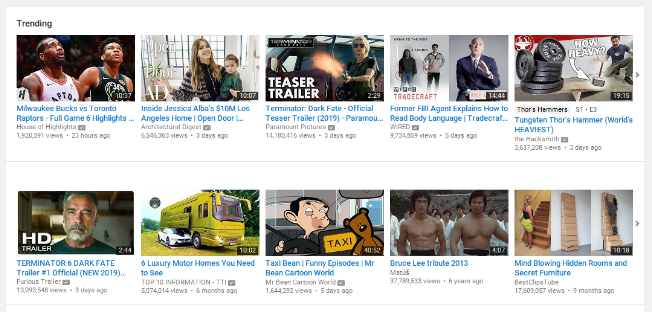 Trending
TERMINATOR
DARK FATE
HOW
HEAVY?
TEASER
TRAILER
TRADECRAFT
10:37
10:07
2:29
14:44
19:15
Milwaukee Bucks vs Toronto
Raptors - Full Game 6 Highlights ...
House of Highlights
1,920,591 views • 23 hours ago
Inside Jessica Alba's $10M Los
Angeles Home | Open Door | ...
Architectural Digest
6,546,363 views • 3 days ago
Terminator: Dark Fate - Official
Teaser Trailer (2019) - Paramou...
Paramount Pictures
14,180,416 views • 3 days ago
Former FBI Agent Explains How to
Read Body Language | Tradecraf...
WIRED
9,734,859 views • 5 days ago
Thor's Hammers S1 • E3
Tungsten Thor's Hammer (World's
HEAVIEST)
the Hacksmith
3,637,208 views • 3 days ago
HD
TRAILER
TAXI
2:44
10:02
40:52
4:07
10:18
TERMINATOR 6 DARK FATE
Trailer #1 Official (NEW 2019)...
Furious Trailer
13,093,548 views • 3 days ago
6 Luxury Motor Homes You Need
to See
TOP 10 INFORMATION - TTI
5,074,014 views • 6 months ago
Taxi Bean | Funny Episodes | Mr
Bean Cartoon World
Mr Bean Cartoon World
1,644,292 views • 5 days ago
Bruce Lee tribute 2013
Matúš
37,789,533 views • 6 years ago
Mind Blowing Hidden Rooms and
Secret Furniture
BestClipsTube
17,609,057 views • 9 months ago